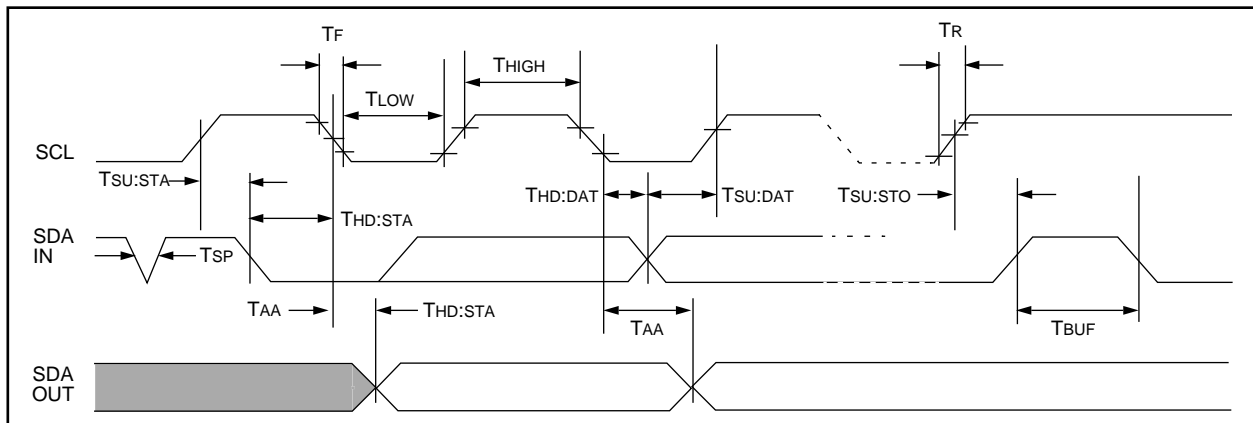 TF
TR
THIGH
TLOW
SCL
TSU:STA
THD:DAT
TSU:DAT
TSU:STO
THD:STA
SDA
IN
TSP
TAA
THD:STA
TAA
TBUF
SDA
OUT